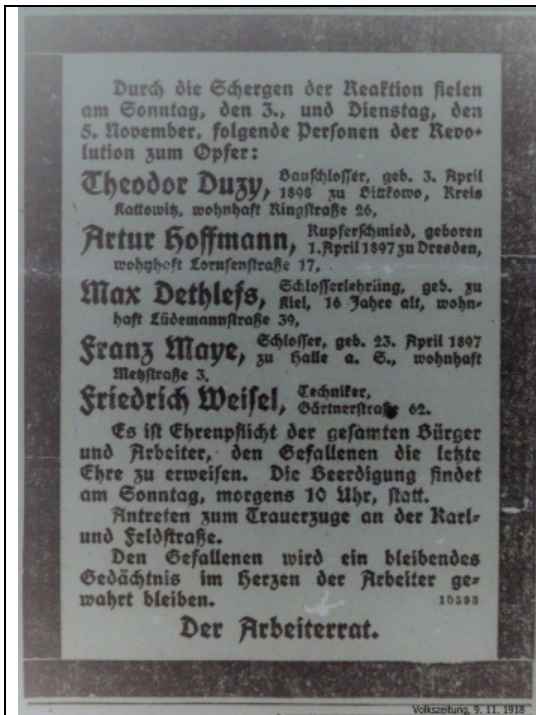 Durch die Schergen der Reaktion fielen
am Sonntag, den 3., und Dienstag, den
5. November, folgende Personen der Revo-
lution zum Opfer:
Theodor Duzy, Bauschlosser, geb. 3. April
1898 zu Bittkowo, Kreis
Kattowitz, wohnhaft Ringstraße 26,
Artur Hoffmann, Kupferschmied, geboren
1. April 1897 zu Dresden,
wohnhaft Lornsenstraße 17,
Max Dethlefs, Schlosserlehrling, geb. zu
Kiel, 16 Jahre alt, wohn-
haft Lüdemannstraße 39,
Franz Maye, Schlosser, geb. 23. April 1897
zu Halle a. S., wohnhaft
Metzstraße 3,
Friedrich Weisel, Techniker,
Gärtnerstraße 62.
Es ist Ehrenpflicht der gesamten Bürger
und Arbeiter, den Gefallenen die letzte
Ehre zu erweisen. Die Beerdigung findet
am Sonntag, morgens 10 Uhr, statt.
Antreten zum Trauerzuge an der Karl-
und Feldstraße.
Den Gefallenen wird ein bleibendes
Gedächtnis im Herzen der Arbeiter ge-
wahrt bleiben. 10393
Der Arbeiterrat.
Volkszeitung, 9. 11. 1918